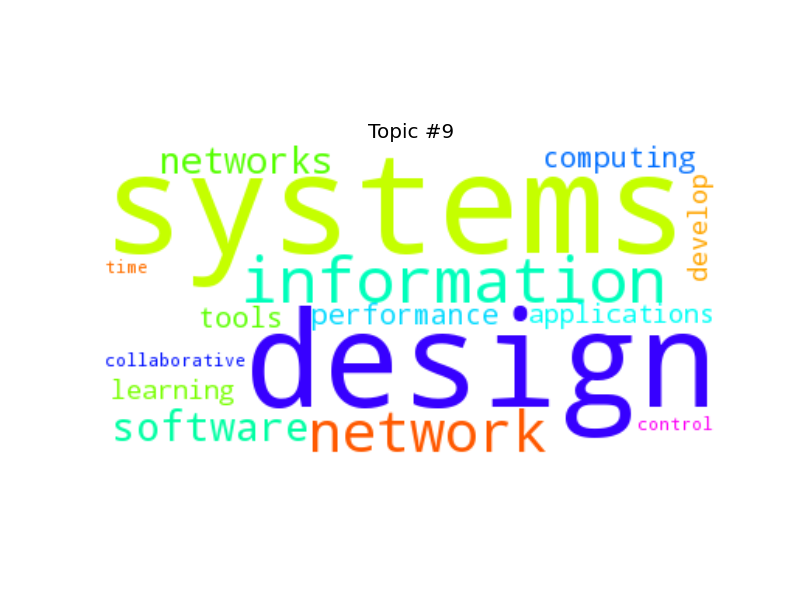 Topic #9
networks
computing
systems
develop
time
information
tools
performance
applications
collaborative
design
learning
software
network
control